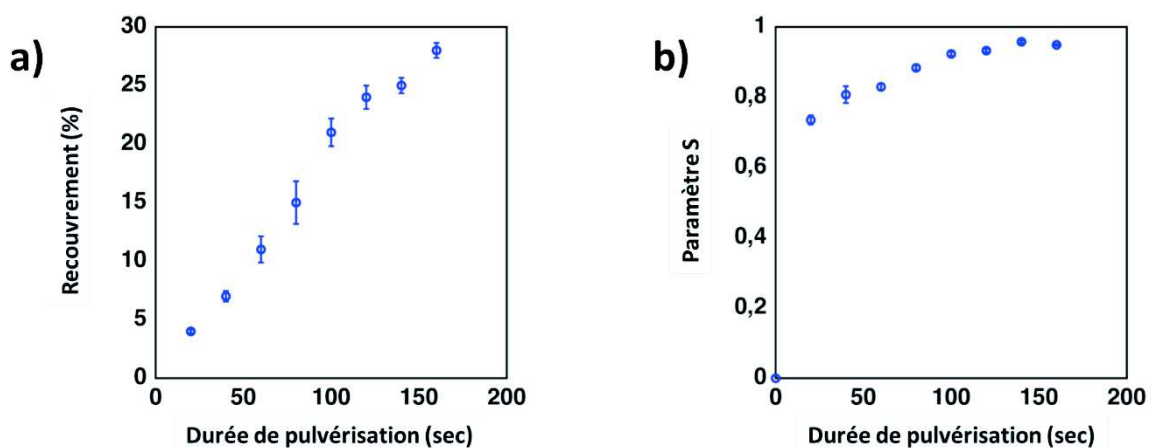 a)
Recouvrement (%)
30
25
20
15
10
5
0
0 50 100 150 200
Durée de pulvérisation (sec)
b)
Paramètre S
1
0,8
0,6
0,4
0,2
0
0 50 100 150 200
Durée de pulvérisation (sec)